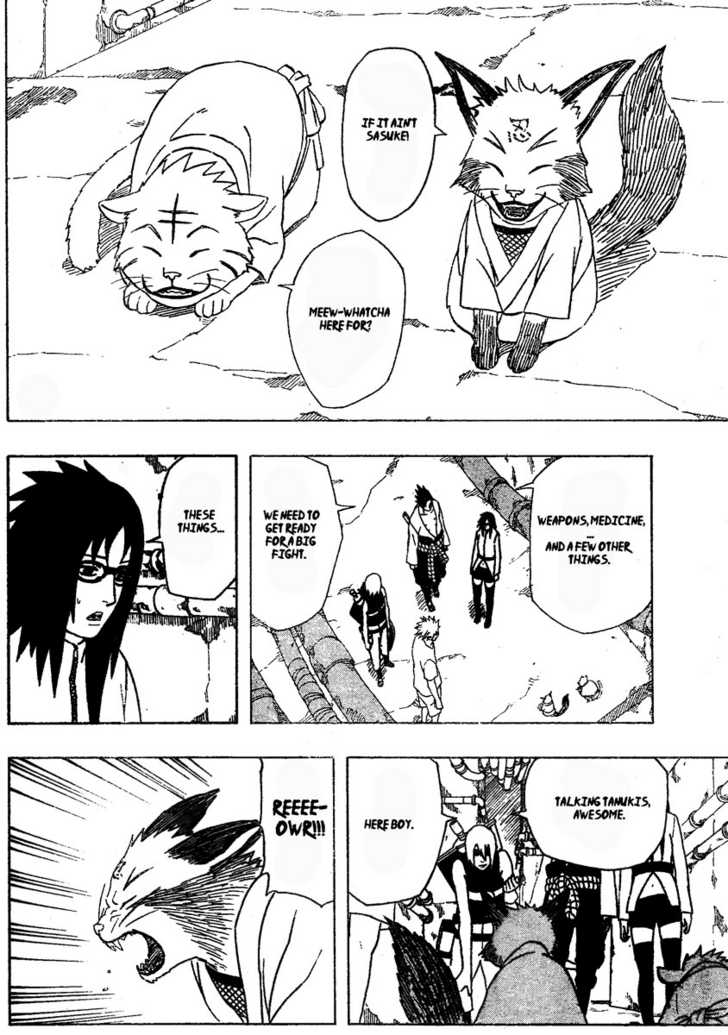 IF IT AIN'T
SASUKE!
MEEW-WHATCHA
HERE FOR?
WEAPONS, MEDICINE,
...
AND A FEW OTHER
THINGS.
WE NEED TO
GET READY
FOR A BIG
FIGHT.
THESE
THINGS...
TALKING TANUKIS,
AWESOME.
HERE BOY.
REEEE-
OWR!!!